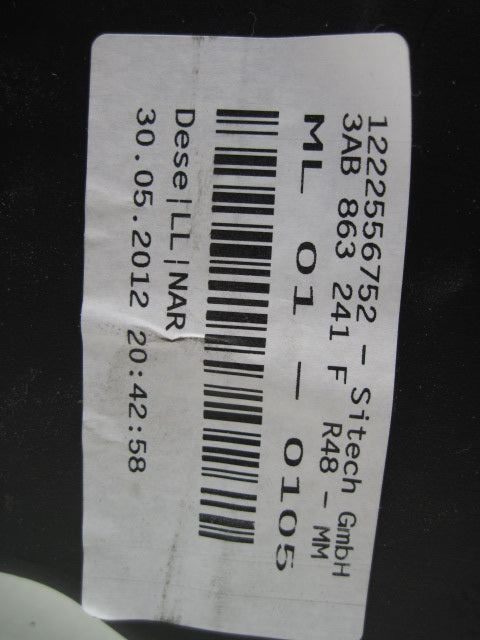 12222556752 - Sitech GmbH
3AB 863 241 F R48 - MM
ML 01 - 0105
Dese|LL|NAR
30.05.2012 20:42:58